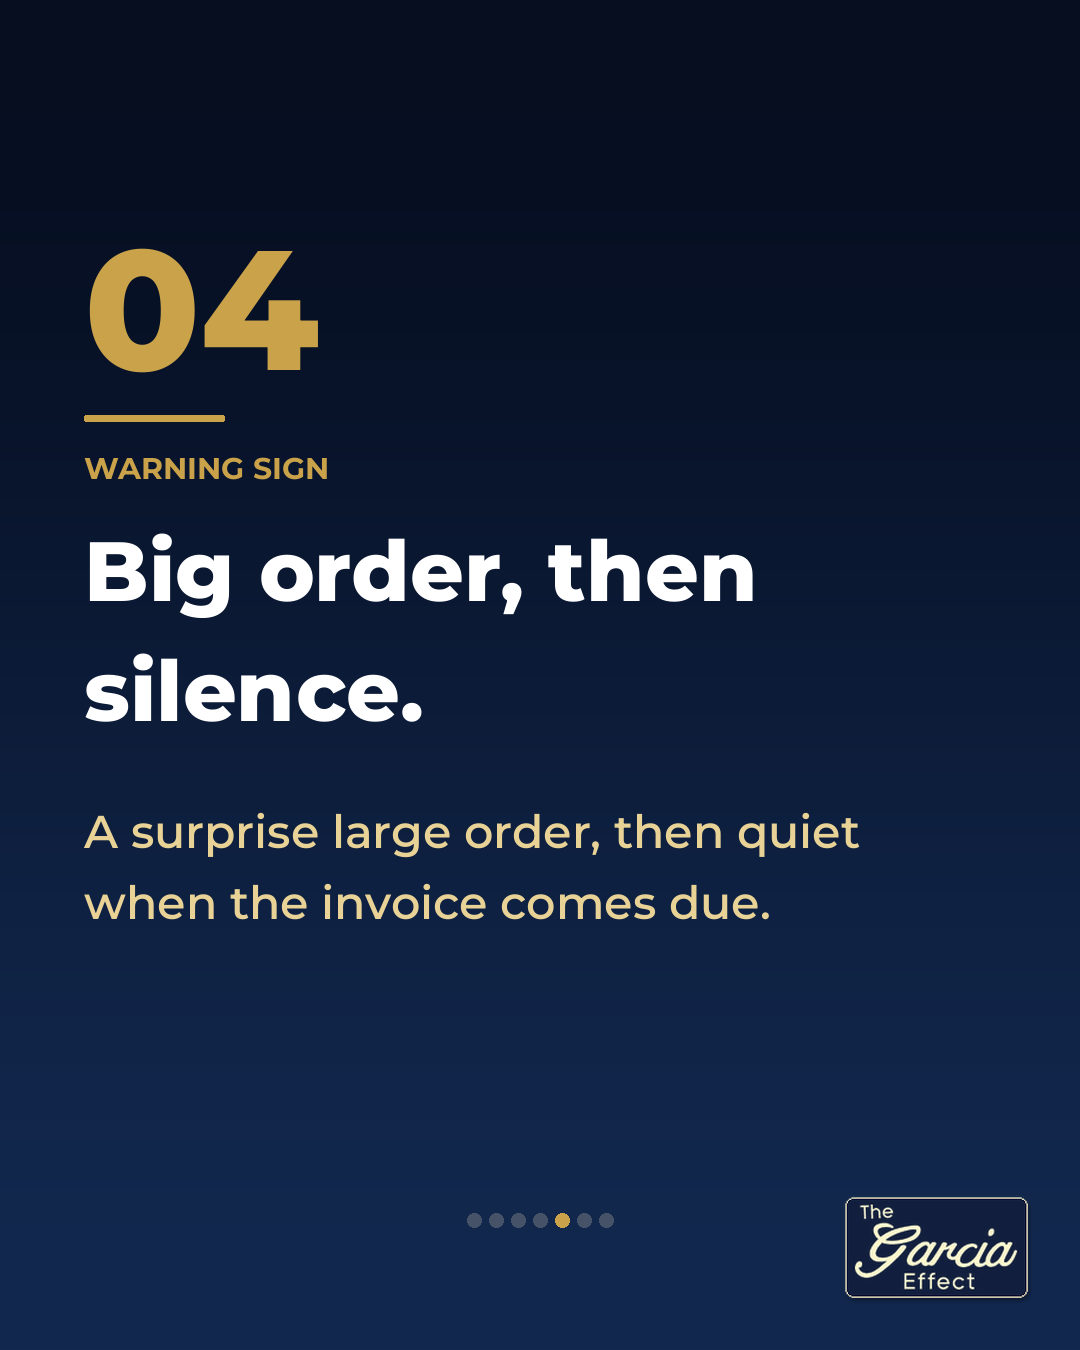 04
WARNING SIGN
Big order, then
silence.
A surprise large order, then quiet
when the invoice comes due.
The
Garcia
Effect